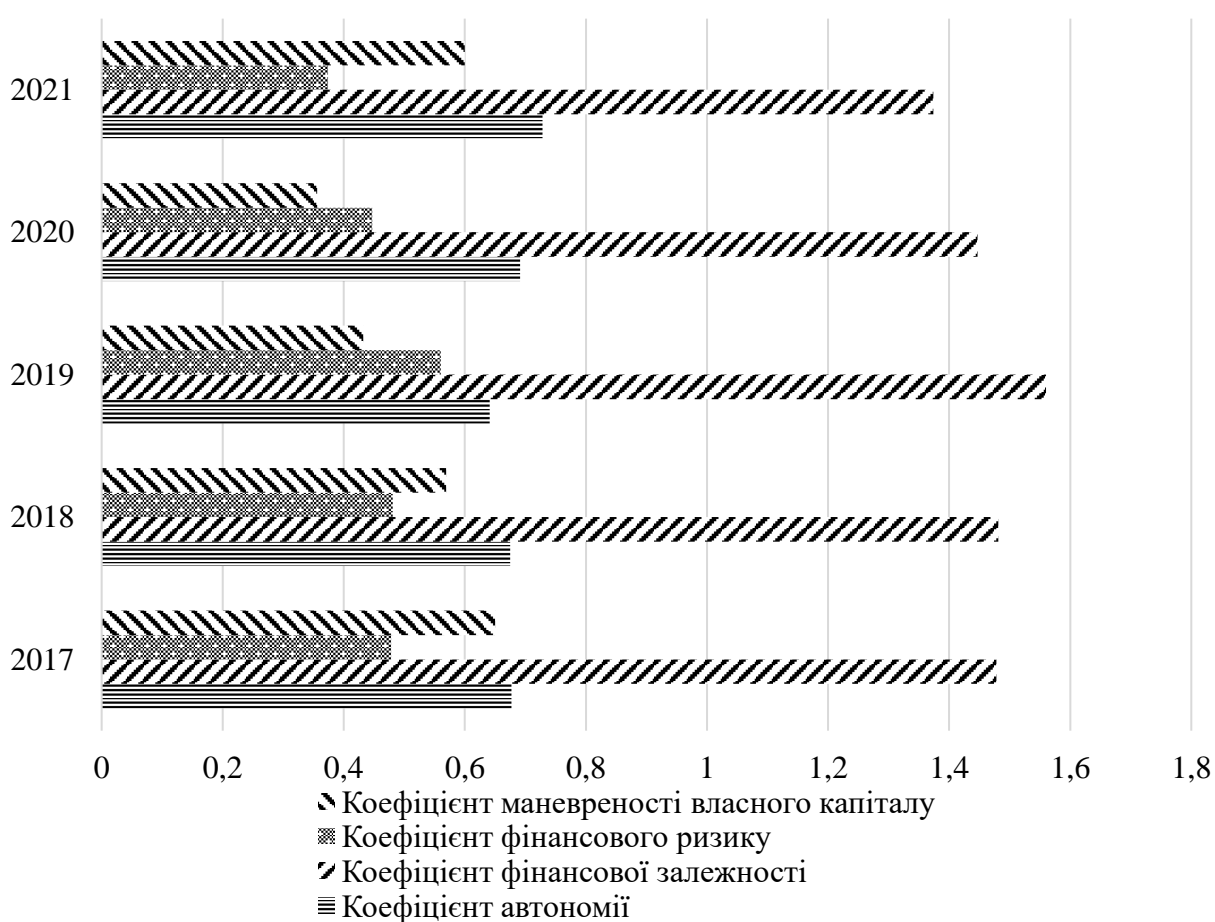 2021
2020
2019
2018
2017
0 0,2 0,4 0,6 0,8 1 1,2 1,4 1,6 1,8
Коефіцієнт маневреності власного капіталу
Коефіцієнт фінансового ризику
Коефіцієнт фінансової залежності
Коефіцієнт автономії